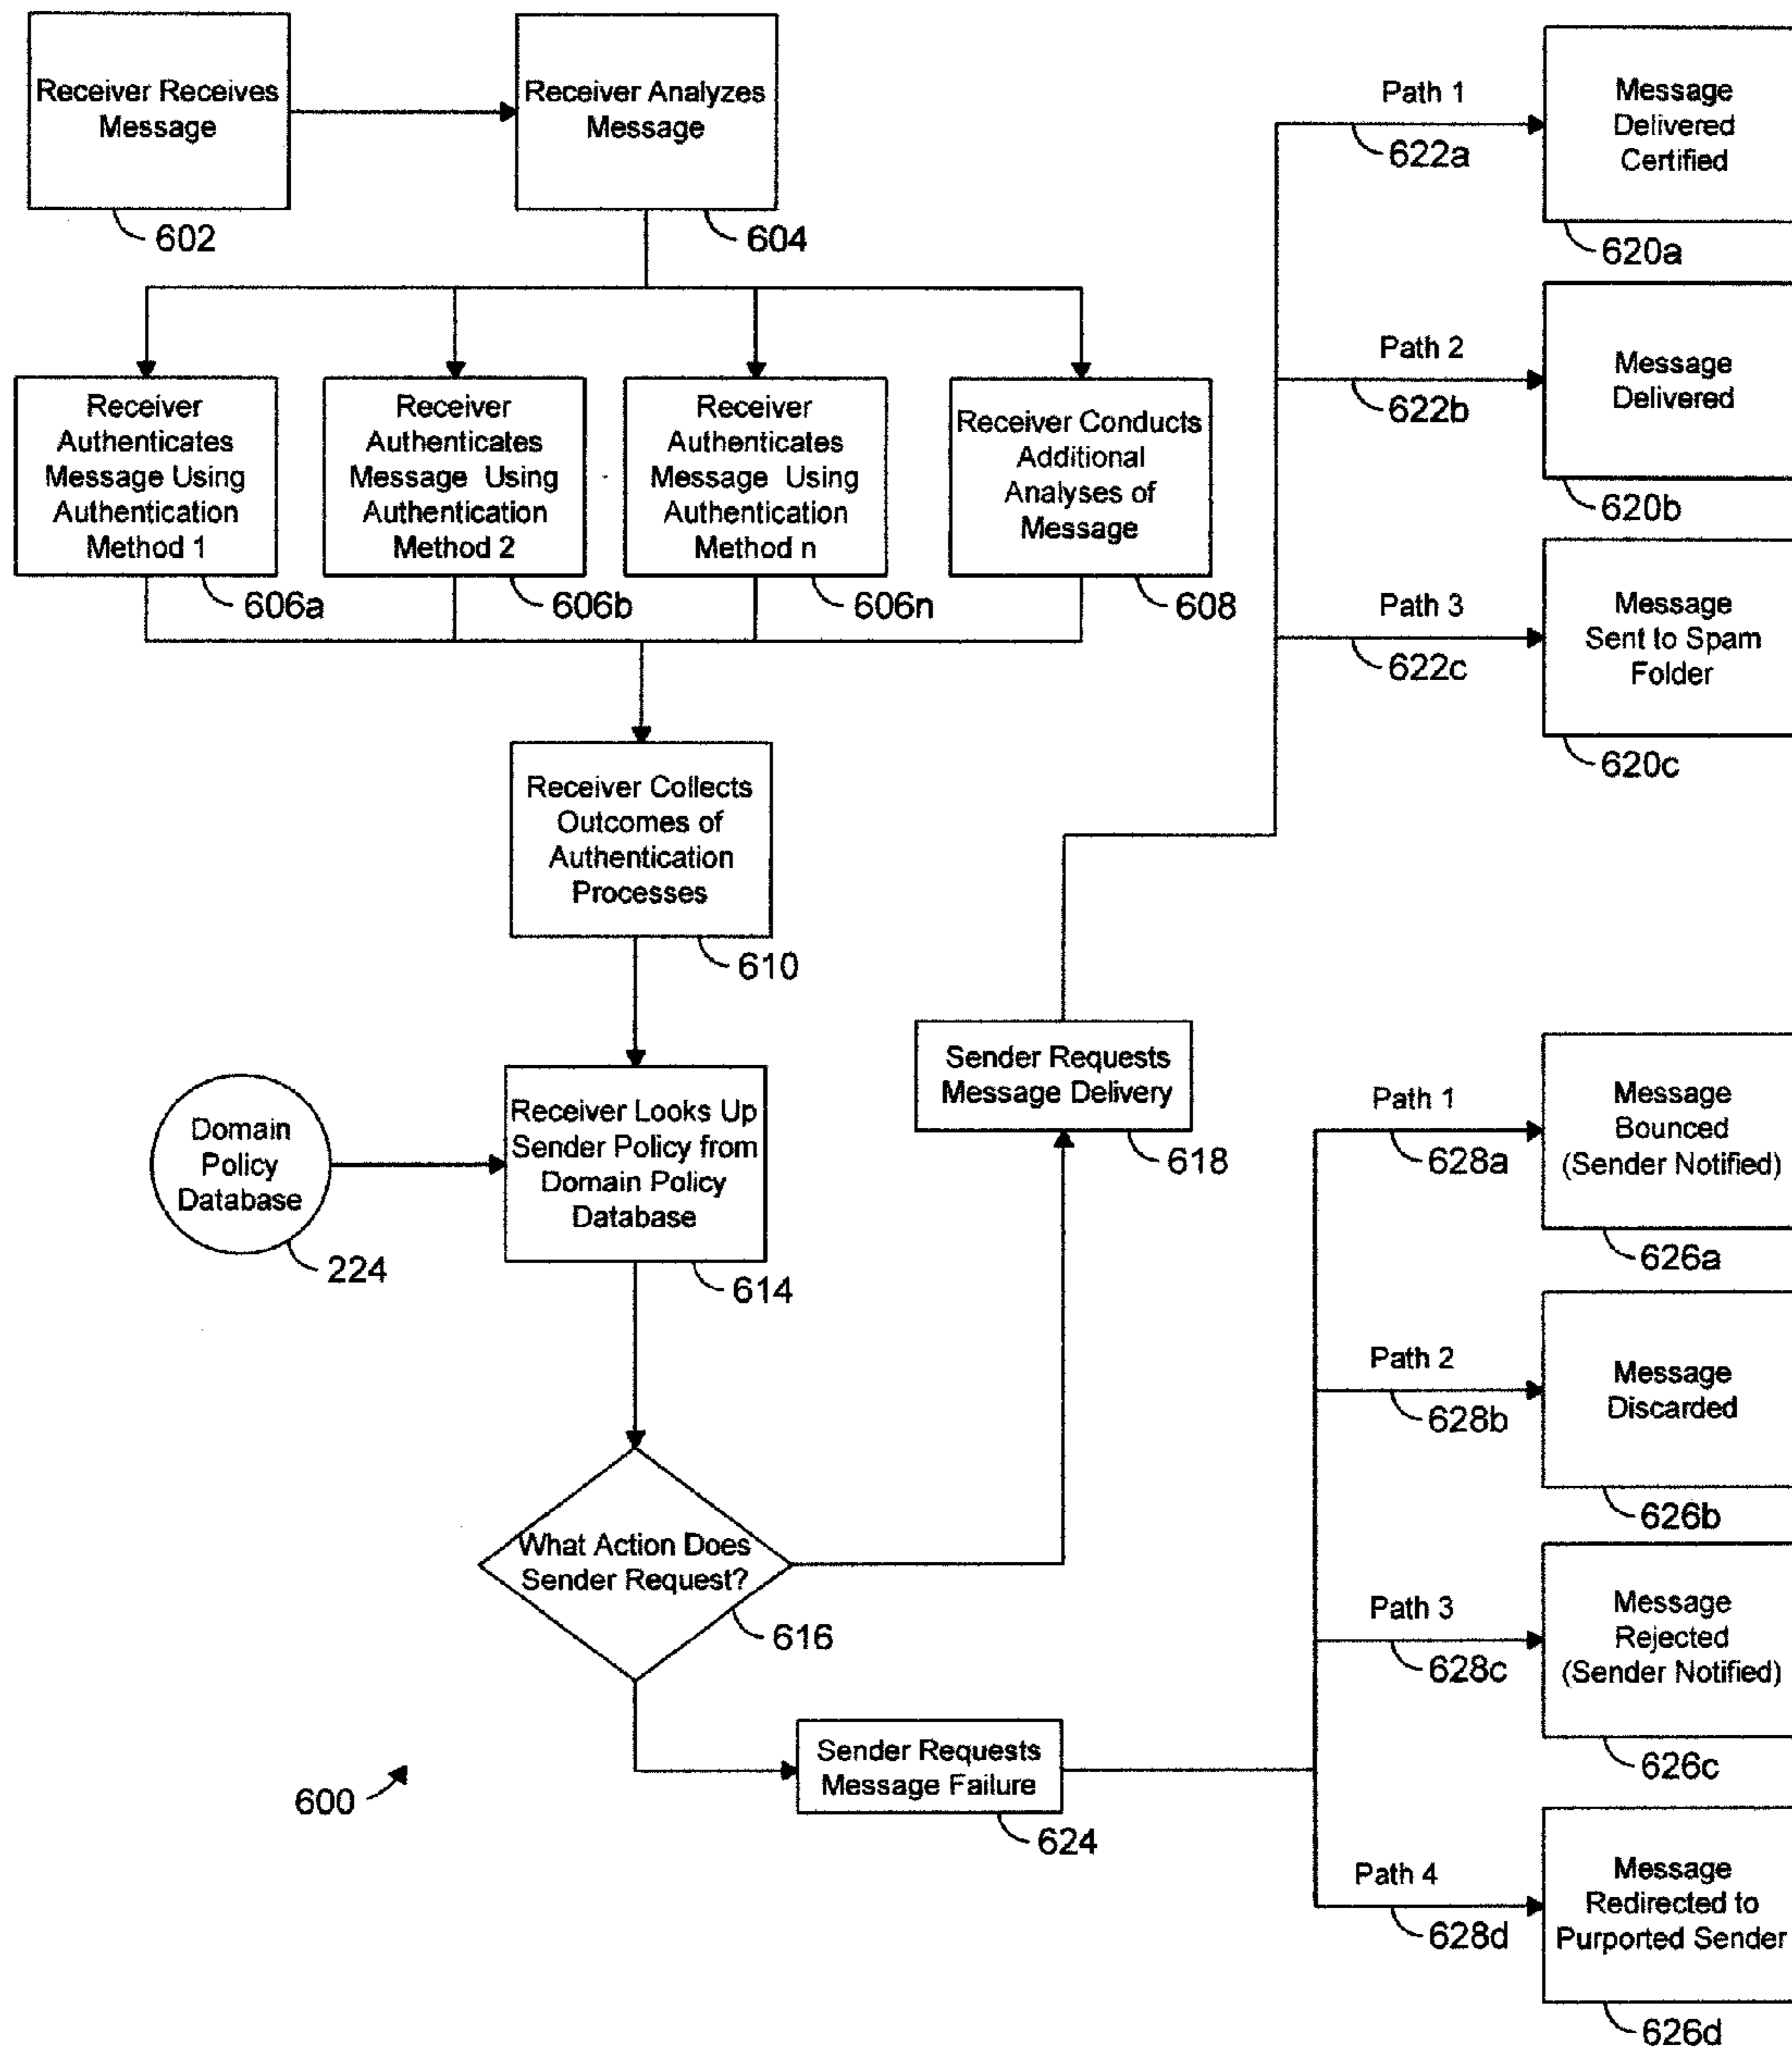 Receiver Receives
Message
602
Receiver Analyzes
Message
604
Receiver
Authenticates
Message Using
Authentication
Method 1
606a
Receiver
Authenticates
Message Using
Authentication
Method 2
606b
Receiver
Authenticates
Message Using
Authentication
Method n
606n
Receiver Conducts
Additional
Analyses of
Message
608
Receiver Collects
Outcomes of
Authentication
Processes
610
Domain
Policy
Database
224
Receiver Looks Up
Sender Policy from
Domain Policy
Database
614
What Action Does
Sender Request?
616
Sender Requests
Message Delivery
618
Path 1
622a
Message
Delivered
Certified
620a
Path 2
622b
Message
Delivered
620b
Path 3
622c
Message
Sent to Spam
Folder
620c
Sender Requests
Message Failure
624
Path 1
628a
Message
Bounced
(Sender Notified)
626a
Path 2
628b
Message
Discarded
626b
Path 3
628c
Message
Rejected
(Sender Notified)
626c
Path 4
628d
Message
Redirected to
Purported Sender
626d
600